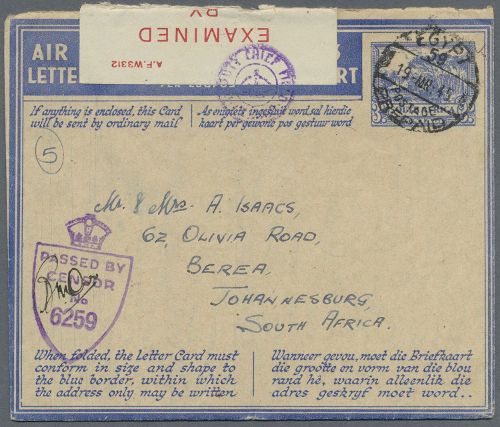 AIR
LETTER
A.F.W3312
EXAMINED
BY
EGYPT
39
If anything is enclosed, this Card
will be sent by ordinary mail
As enigiets ingesluit word sal hierdie
kaart per gewone pos gestuur word
5
Mr. & Mrs. A. ISAACS,
62, OLIVIA ROAD,
BEREA.
JOHANNESBURG.
SOUTH AFRICA.
PASSED BY
CENSOR
No
6259
When folded, the Letter Card must
conform in size and shape to
the blue border, within which
the address only may be written
Wanneer gevou, moet die Briefkaart
die grootte en vorm van die blou
rand hê, waarin alleenlik die
adres geskryf moet word..